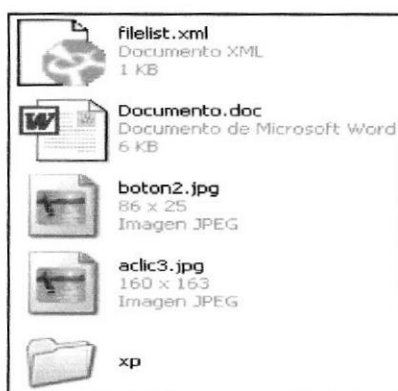 filelist.xml
Documento XML
1 KB
Documento.doc
Documento de Microsoft Word
6 KB
boton2.jpg
86 x 25
Imagen JPEG
aclic3.jpg
160 x 163
Imagen JPEG
xp